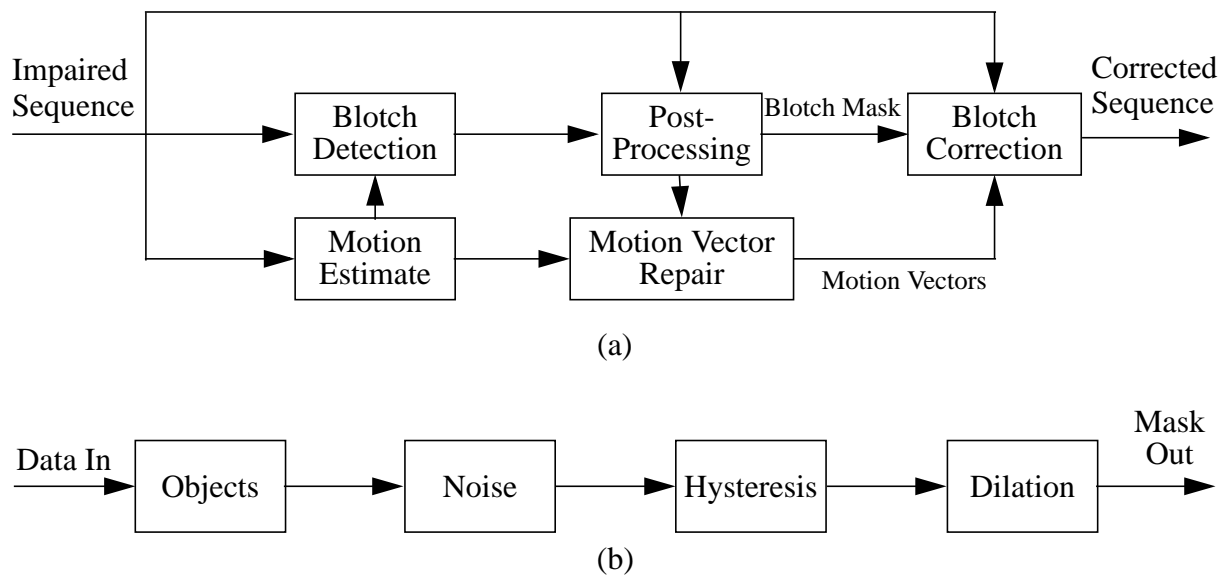 Impaired
Sequence
Blotch
Detection
Post-
Processing
Blotch Mask
Blotch
Correction
Corrected
Sequence
Motion
Estimate
Motion Vector
Repair
Motion Vectors
(a)
Data In
Objects
Noise
Hysteresis
Dilation
Mask
Out
(b)